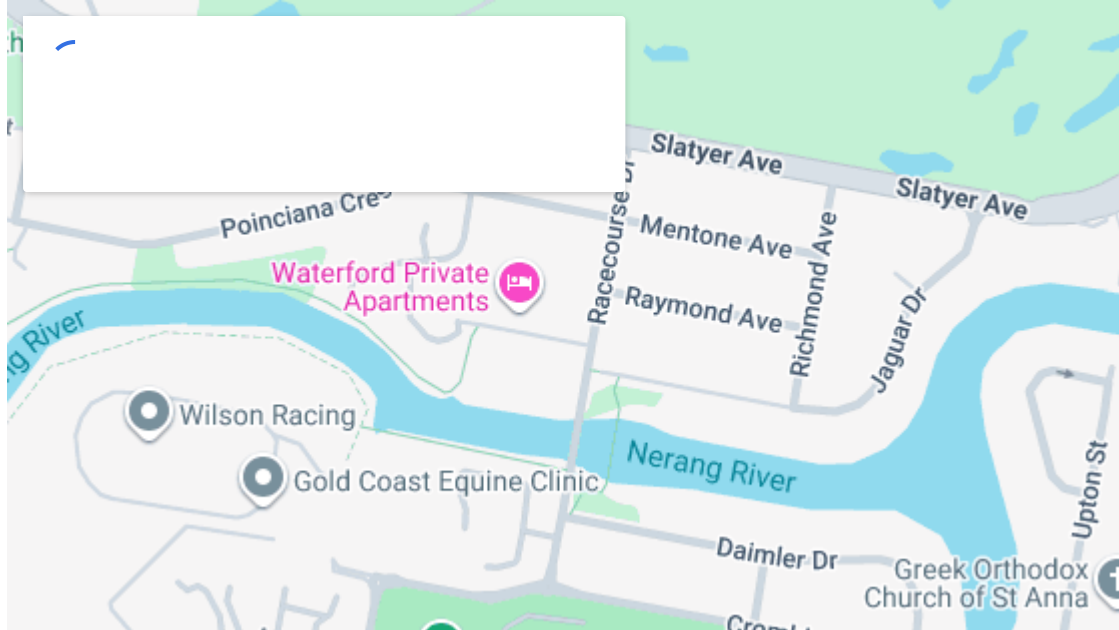 Slatyer Ave
Slatyer Ave
Poinciana Cres
Racecourse Dr
Mentone Ave
Richmond Ave
Waterford Private
Apartments
Raymond Ave
Jaguar Dr
ng River
Wilson Racing
Nerang River
Gold Coast Equine Clinic
Upton St
Daimler Dr
Greek Orthodox
Church of St Anna